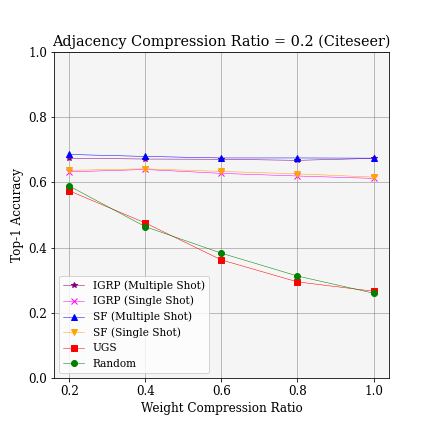 Adjacency Compression Ratio = 0.2 (Citeseer)
1.0
0.8
0.6
0.4
0.2
0.0
Top-1 Accuracy
IGRP (Multiple Shot)
IGRP (Single Shot)
SF (Multiple Shot)
SF (Single Shot)
UGS
Random
0.2 0.4 0.6 0.8 1.0
Weight Compression Ratio